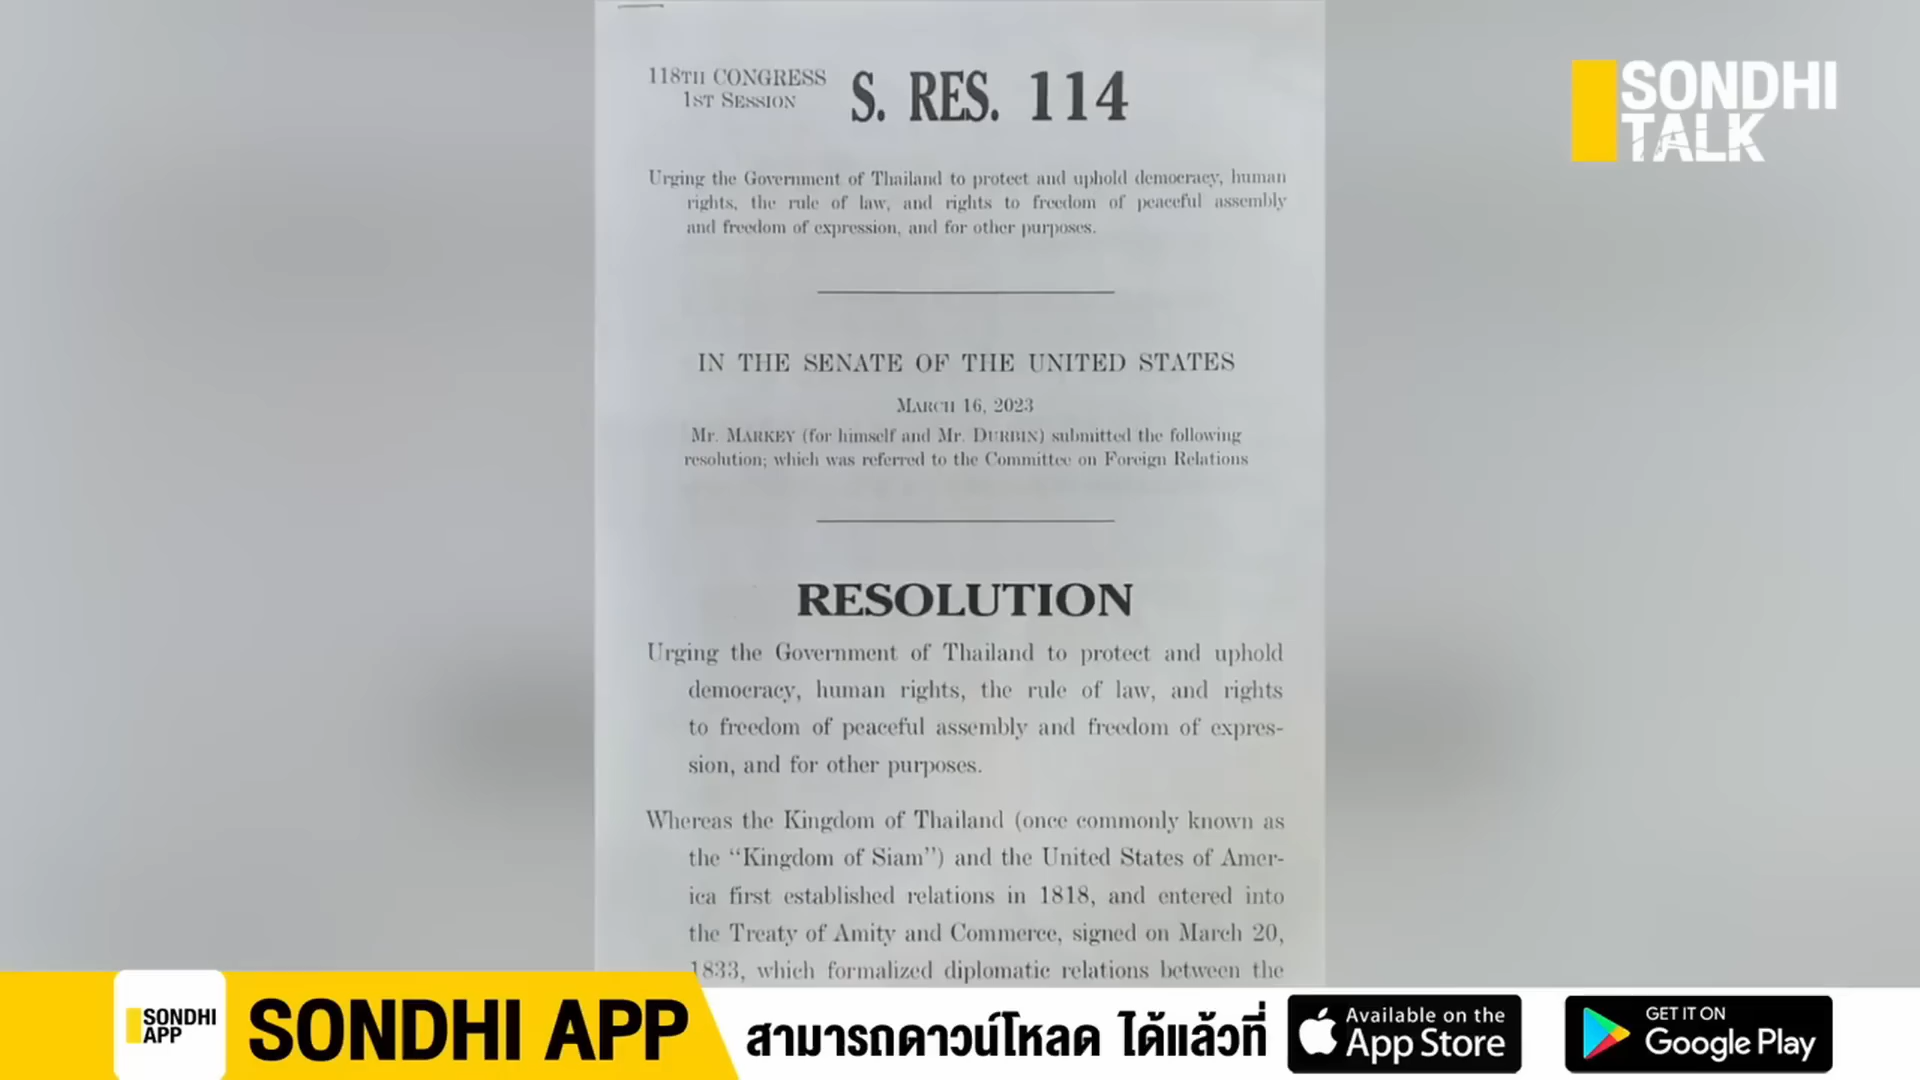 118TH CONGRESS
1ST SESSION
S. RES. 114
Urging the Government of Thailand to protect and uphold democracy, human
rights, the rule of law, and rights to freedom of peaceful assembly
and freedom of expression, and for other purposes.
IN THE SENATE OF THE UNITED STATES
MARCH 16, 2023
Mr. MARKEY (for himself and Mr. DURBIN) submitted the following
resolution; which was referred to the Committee on Foreign Relations
RESOLUTION
Urging the Government of Thailand to protect and uphold
democracy, human rights, the rule of law, and rights
to freedom of peaceful assembly and freedom of expres-
sion, and for other purposes.
Whereas the Kingdom of Thailand (once commonly known as
the “Kingdom of Siam”) and the United States of Amer-
ica first established relations in 1818, and entered into
the Treaty of Amity and Commerce, signed on March 20,
1833, which formalized diplomatic relations between the
SONDHI
TALK
SONDHI
APP
SONDHI APP
สามารถดาวน์โหลด ได้แล้วที่
Available on the
App Store
GET IT ON
Google Play